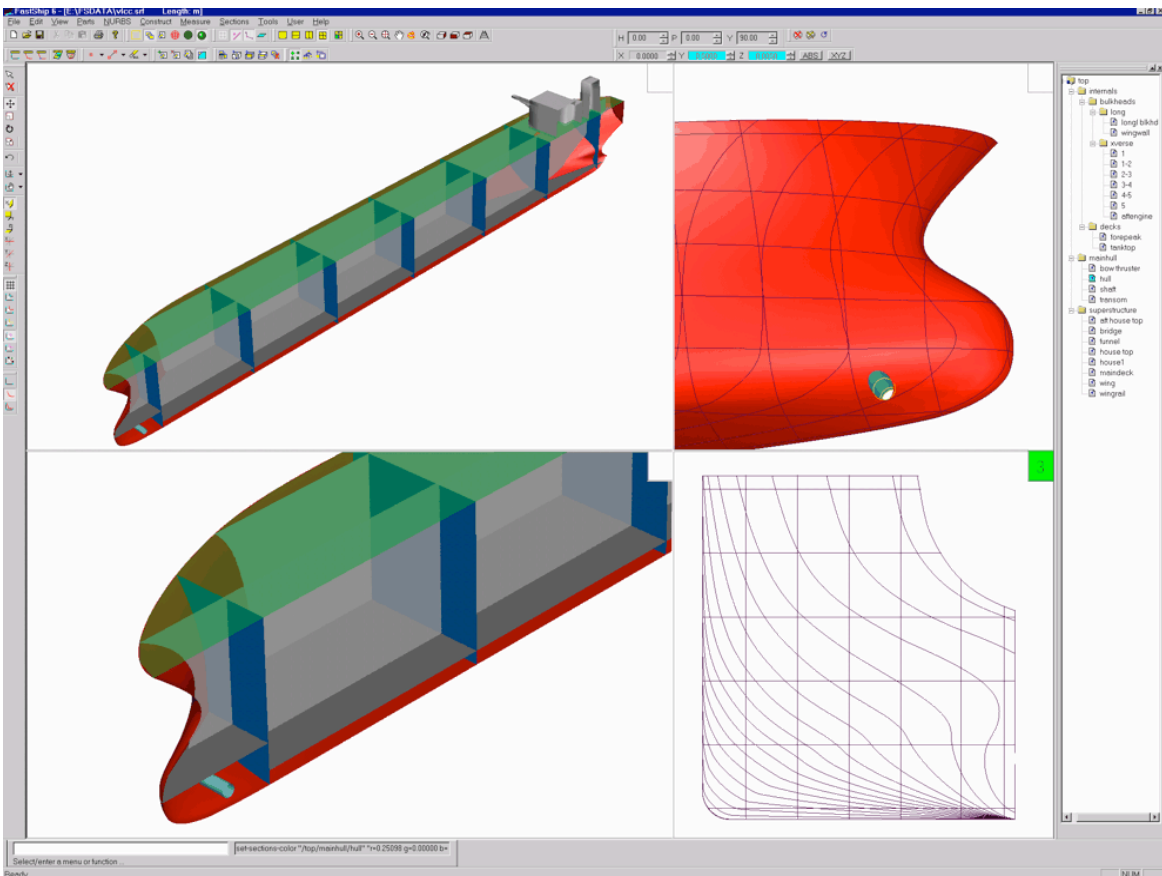 FastShip 6 - [E:\FSDATA\vlcc.srf Length: m]
File Edit View Parts NURBS Construct Measure Sections Tools User Help
H 0.00 P 0.00 Y 90.00
X 0.0000 Y Z ABS XYZ
top
internals
bulkheads
long
longl blkhd
wingwall
xverse
1
1-2
2-3
3-4
4-5
5
aftengine
decks
forepeak
tanktop
mainhull
bow thruster
hull
shaft
transom
superstructure
aft house top
bridge
funnel
house top
house1
maindeck
wing
wingrail
3
set-sections-color "/top/mainhull/hull" "r=0.25098 g=0.00000 b=
Select/enter a menu or function ...
Ready
NUM